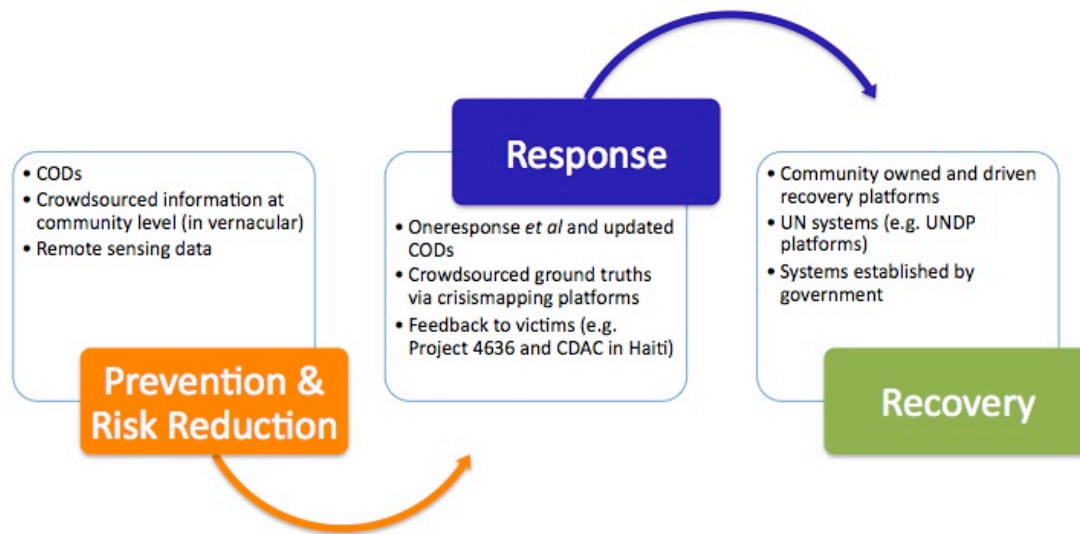 • CODs
• Crowdsourced information at
community level (in vernacular)
• Remote sensing data
Prevention &
Risk Reduction
Response
• Oneresponse et al and updated
CODs
• Crowdsourced ground truths
via crisismapping platforms
• Feedback to victims (e.g.
Project 4636 and CDAC in Haiti)
• Community owned and driven
recovery platforms
• UN systems (e.g. UNDP
platforms)
• Systems established by
government
Recovery